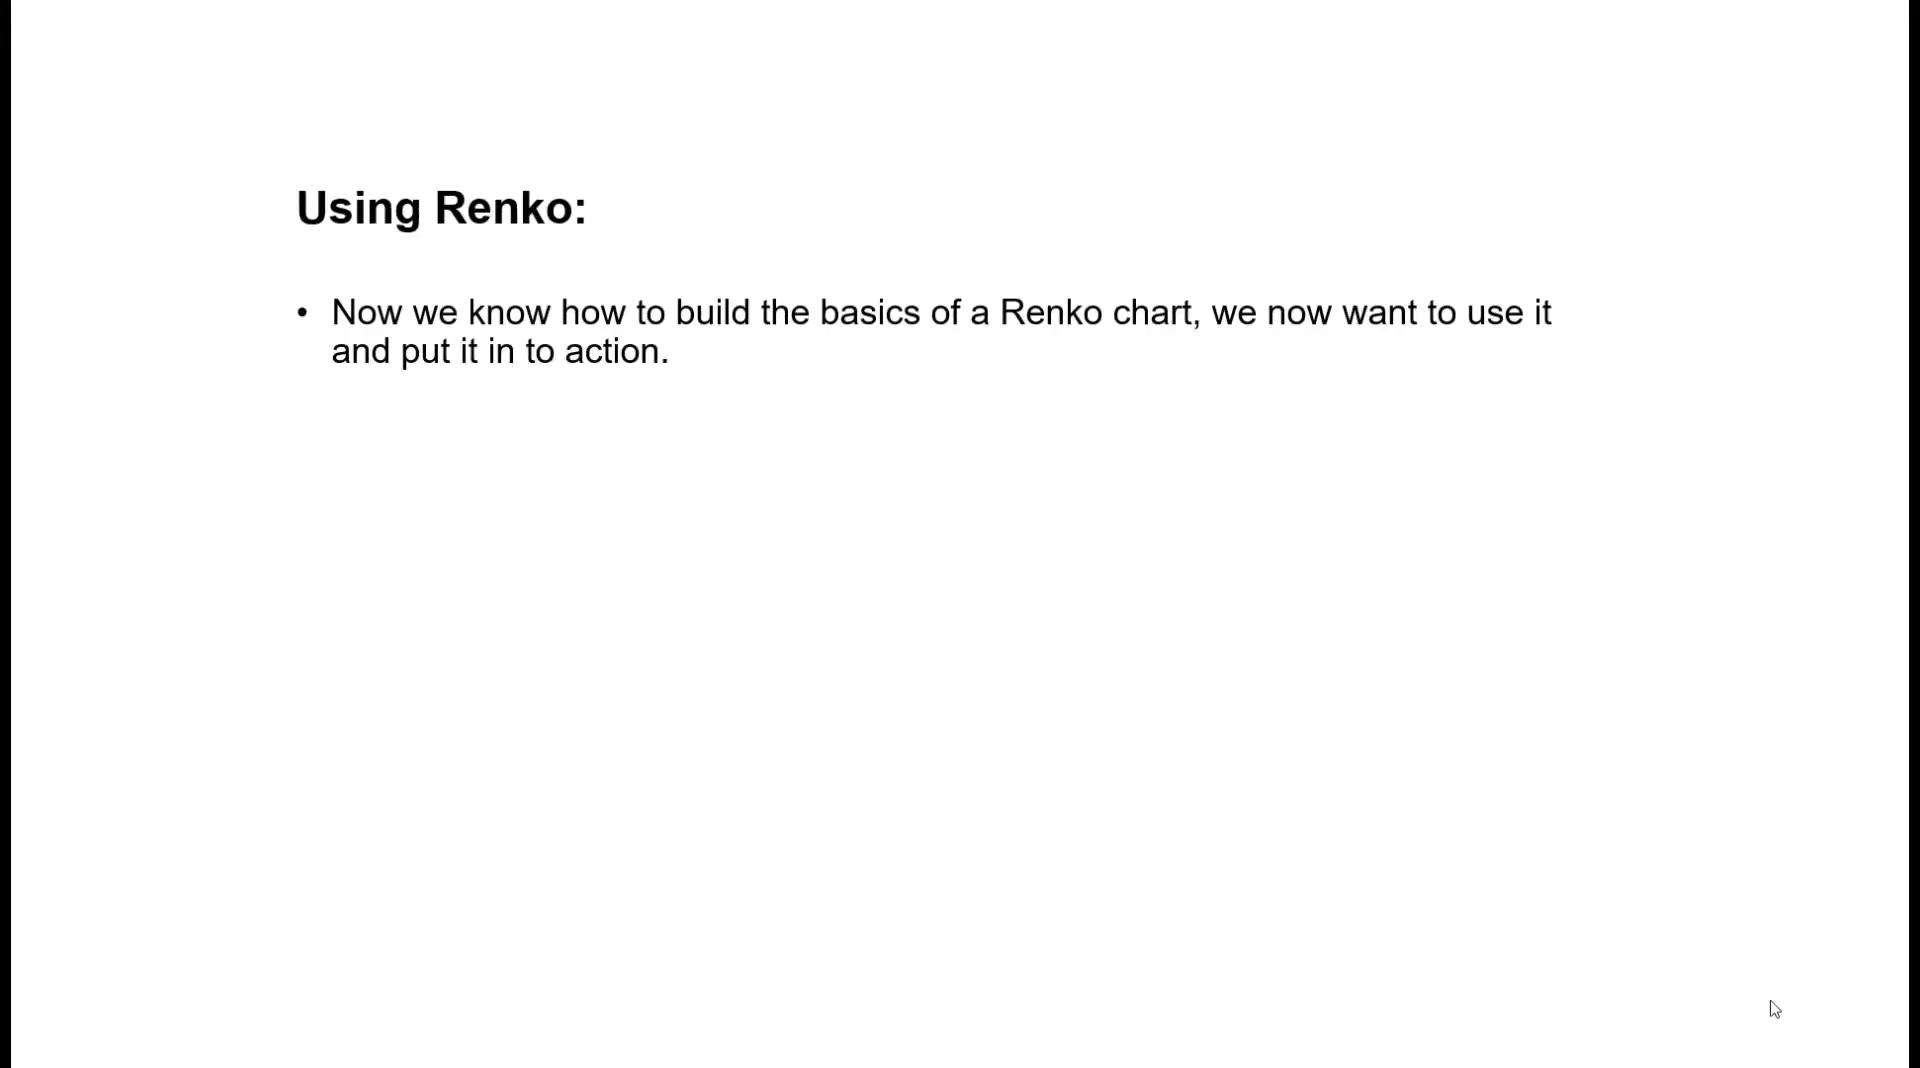 Using Renko:
• Now we know how to build the basics of a Renko chart, we now want to use it
and put it in to action.